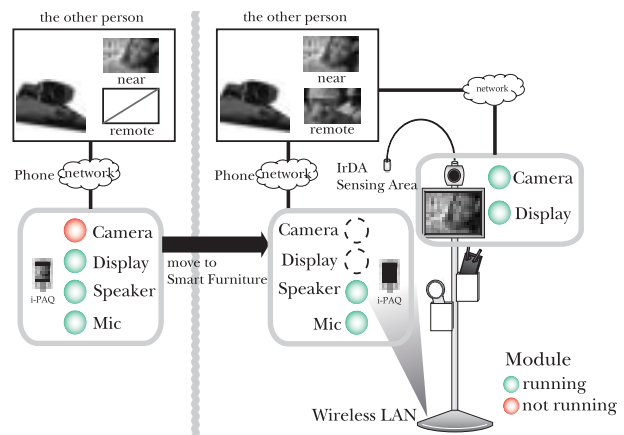 the other person
near
remote
Phone
network
Camera
Display
Speaker
Mic
i-PAQ
move to
Smart Furniture
the other person
near
remote
network
Phone
network
IrDA
Sensing Area
Camera
Display
Camera
Display
Speaker
Mic
i-PAQ
Wireless LAN
Module
running
not running